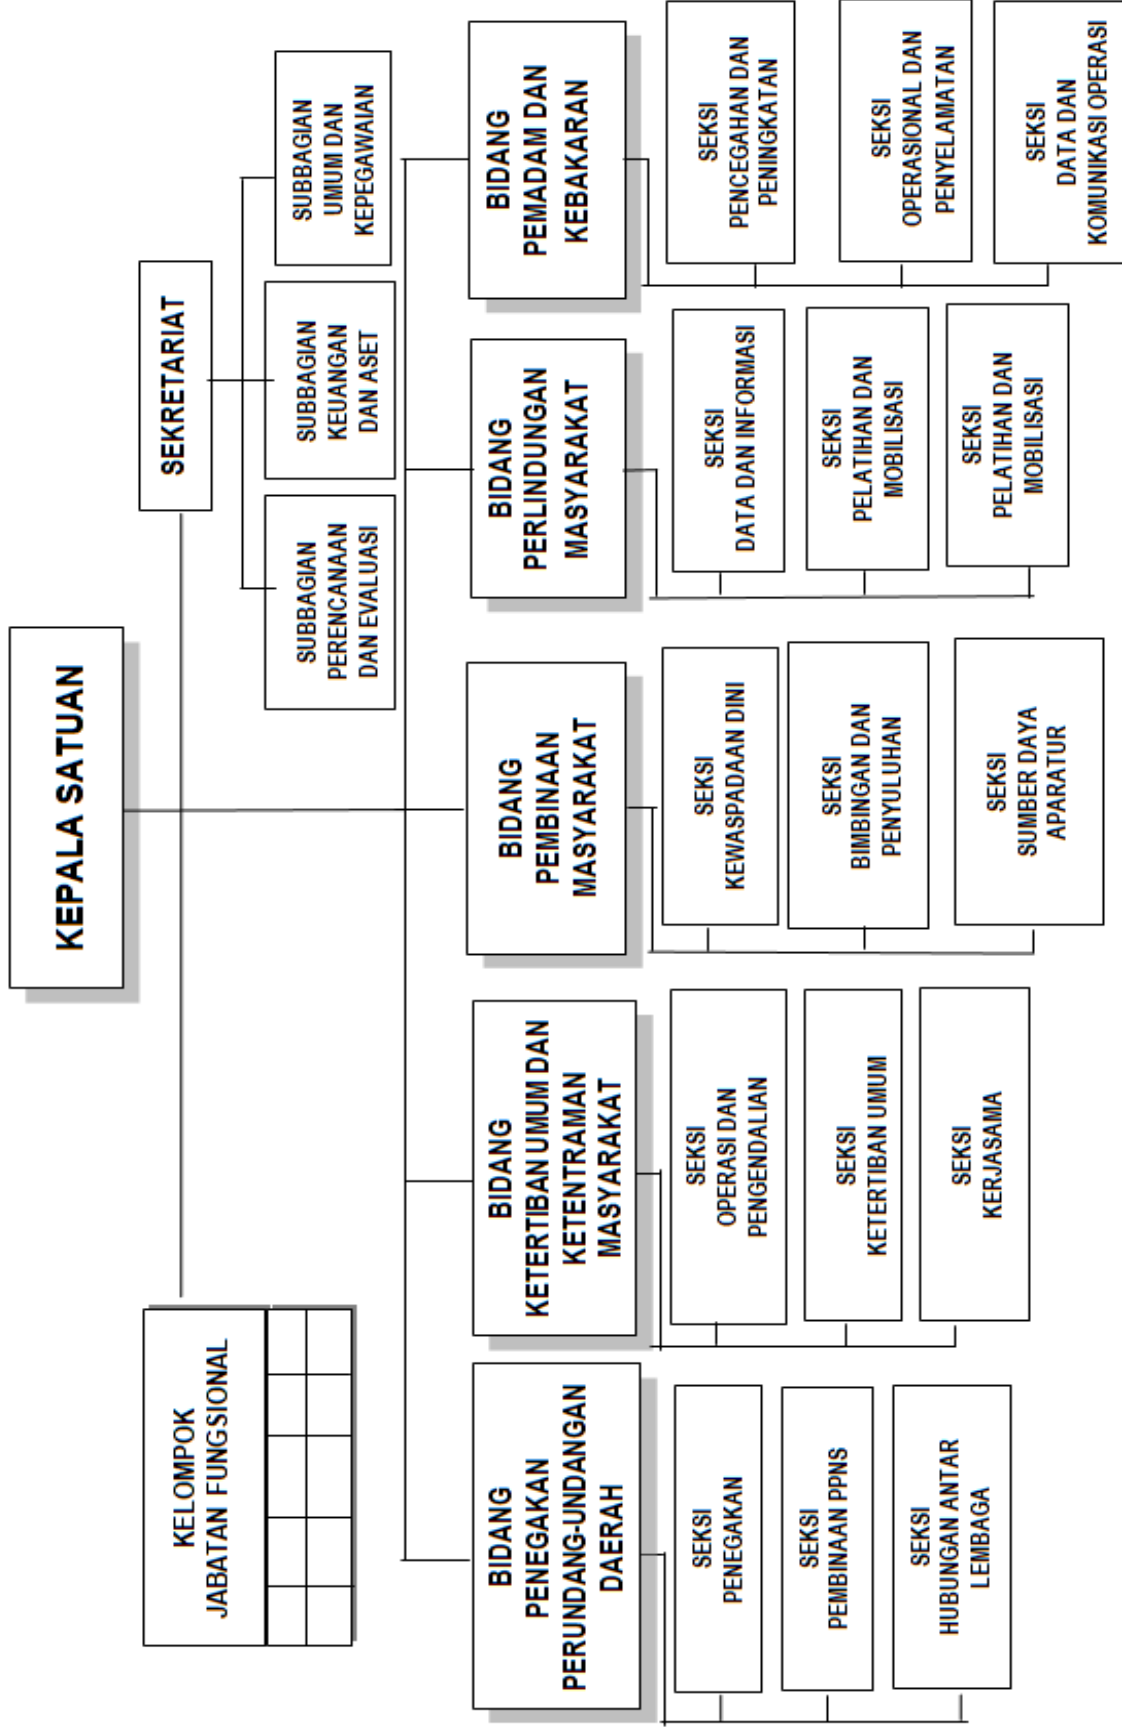 KEPALA SATUAN
KELOMPOK
JABATAN FUNGSIONAL
SEKRETARIAT
SUBBAGIAN
PERENCANAAN
DAN EVALUASI
SUBBAGIAN
KEUANGAN
DAN ASET
SUBBAGIAN
UMUM DAN
KEPEGAWAIAN
BIDANG
PENEGAKAN
PERUNDANG-UNDANGAN
DAERAH
SEKSI
PENEGAKAN
SEKSI
PEMBINAAN PPNS
SEKSI
HUBUNGAN ANTAR
LEMBAGA
BIDANG
KETERTIBAN UMUM DAN
KETENTRAMAN
MASYARAKAT
SEKSI
OPERASI DAN
PENGENDALIAN
SEKSI
KETERTIBAN UMUM
SEKSI
KERJASAMA
BIDANG
PEMBINAAN
MASYARAKAT
SEKSI
KEWASPADAAN DINI
SEKSI
BIMBINGAN DAN
PENYULUHAN
SEKSI
SUMBER DAYA
APARATUR
BIDANG
PERLINDUNGAN
MASYARAKAT
SEKSI
DATA DAN INFORMASI
SEKSI
PELATIHAN DAN
MOBILISASI
SEKSI
PELATIHAN DAN
MOBILISASI
BIDANG
PEMADAM DAN
KEBAKARAN
SEKSI
PENCEGAHAN DAN
PENINGKATAN
SEKSI
OPERASIONAL DAN
PENYELAMATAN
SEKSI
DATA DAN
KOMUNIKASI OPERASI